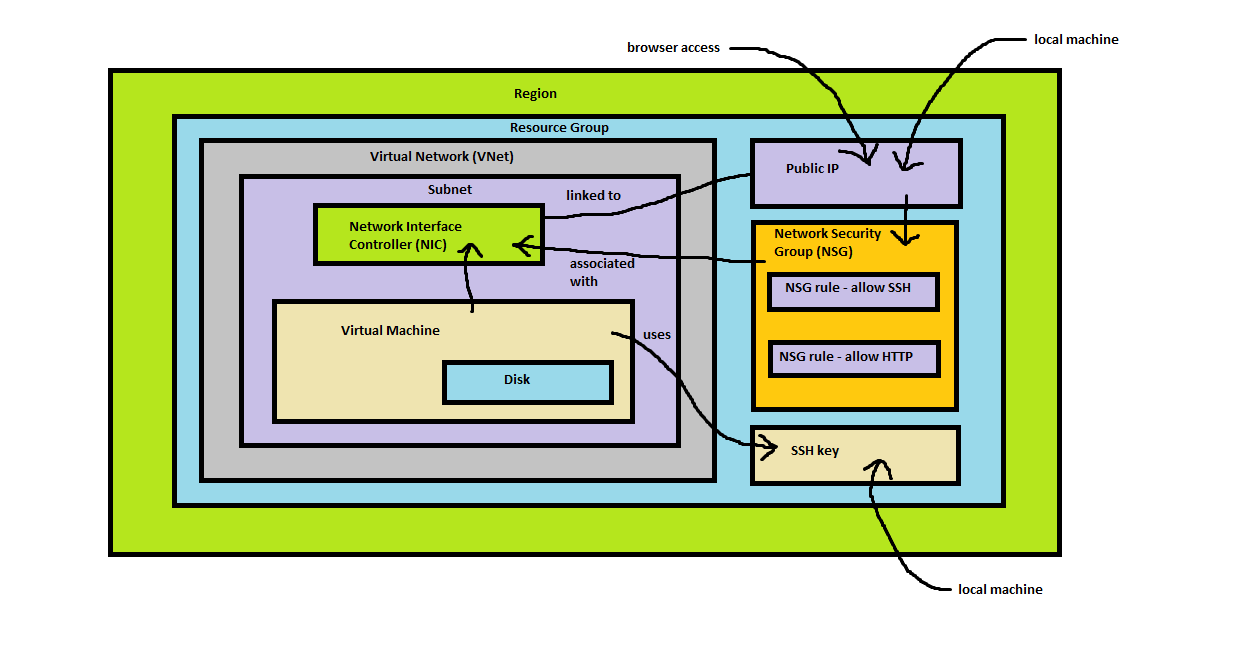 browser access
local machine
Region
Resource Group
Virtual Network (VNet)
Subnet
linked to
Public IP
Network Interface
Controller (NIC)
Network Security
Group (NSG)
associated
with
NSG rule - allow SSH
Virtual Machine
uses
NSG rule - allow HTTP
Disk
SSH key
local machine